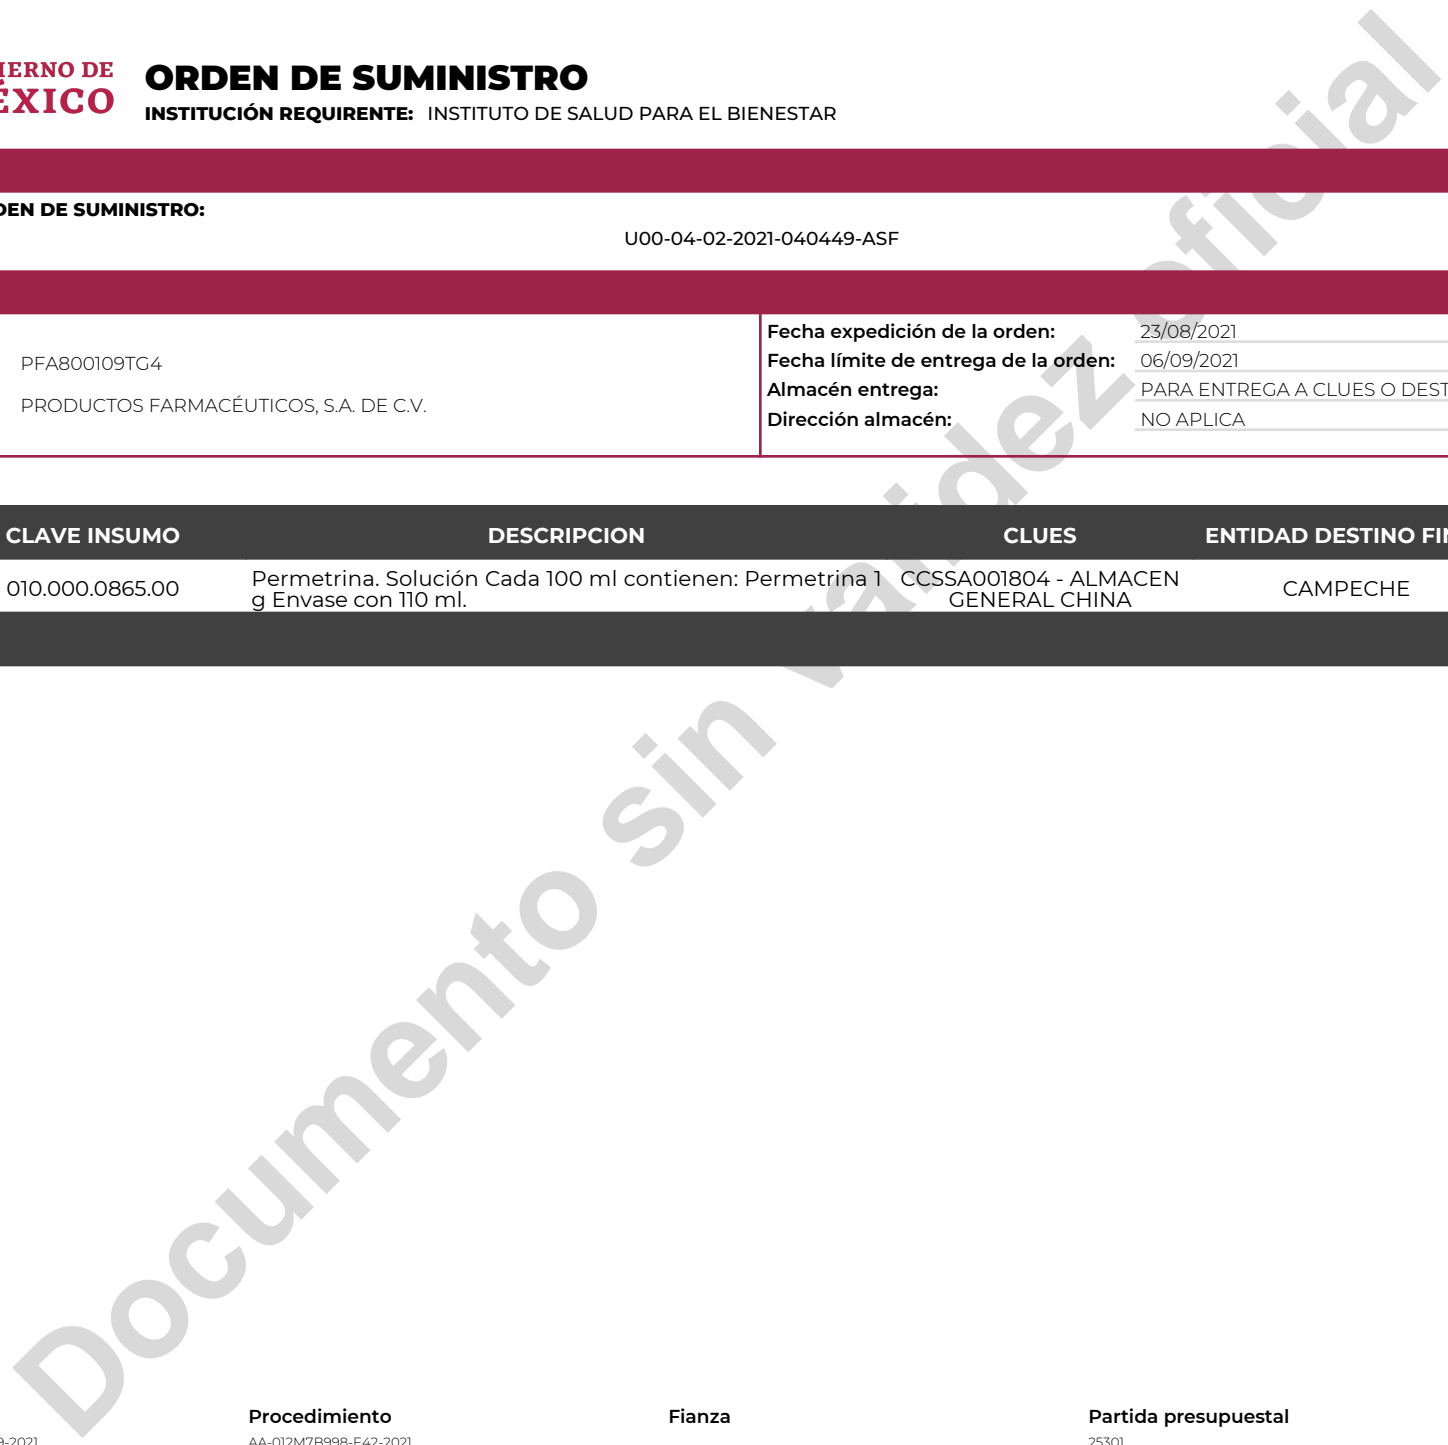 IERNO DE
ÉXICO
ORDEN DE SUMINISTRO
INSTITUCIÓN REQUIRENTE: INSTITUTO DE SALUD PARA EL BIENESTAR
DEN DE SUMINISTRO:
U00-04-02-2021-040449-ASF
PFA800109TG4
PRODUCTOS FARMACÉUTICOS, S.A. DE C.V.
Fecha expedición de la orden: 23/08/2021
Fecha límite de entrega de la orden: 06/09/2021
Almacén entrega: PARA ENTREGA A CLUES O DEST
Dirección almacén: NO APLICA
CLAVE INSUMO DESCRIPCION CLUES ENTIDAD DESTINO FIN
010.000.0865.00 Permetrina. Solución Cada 100 ml contienen: Permetrina 1 CCSSA001804 - ALMACEN CAMPECHE
g Envase con 110 ml. GENERAL CHINA
Documento sin validez oficial
Procedimiento Fianza Partida presupuestal
9-2021 AA-012M7B998-E42-2021 25301